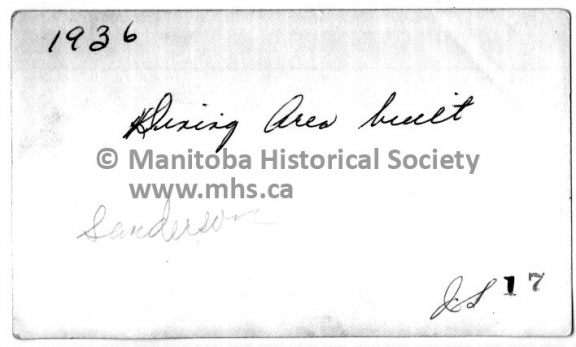 1936
Dining Area built
© Manitoba Historical Society
www.mhs.ca
Sanderson
J.S. 17